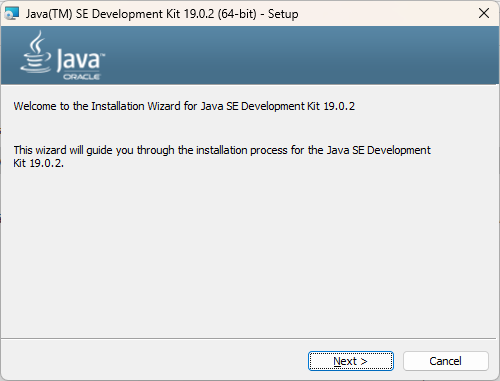 Java(TM) SE Development Kit 19.0.2 (64-bit) - Setup
Java™
ORACLE
Welcome to the Installation Wizard for Java SE Development Kit 19.0.2
This wizard will guide you through the installation process for the Java SE Development
Kit 19.0.2.
Next >
Cancel